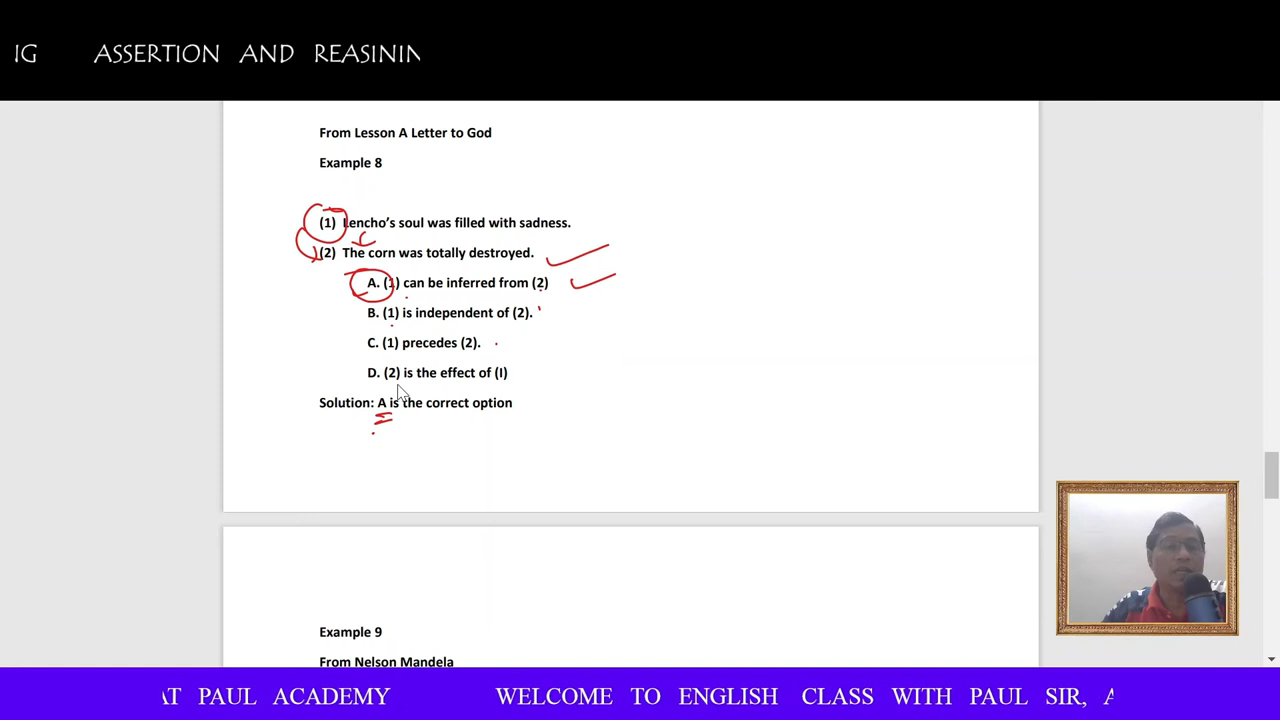 IG ASSERTION AND REASININ
From Lesson A Letter to God
Example 8
(1) Lencho's soul was filled with sadness.
(2) The corn was totally destroyed.
A. (1) can be inferred from (2)
B. (1) is independent of (2).
C. (1) precedes (2).
D. (2) is the effect of (I)
Solution: A is the correct option
Example 9
From Nelson Mandela
AT PAUL ACADEMY WELCOME TO ENGLISH CLASS WITH PAUL SIR, A